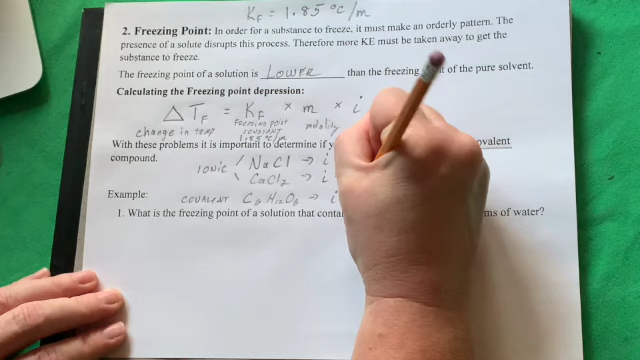 KF = 1.85 °C/m
2. Freezing Point: In order for a substance to freeze, it must make an orderly pattern. The
presence of a solute disrupts this process. Therefore more KE must be taken away to get the
substance to freeze.
The freezing point of a solution is LOWER than the freezing of the pure solvent.
Calculating the Freezing point depression:
ΔTF = KF × m × i
change in temp FREEZING POINT CONSTANT 1.85°C/m molality
With these problems it is important to determine if
compound.
IONIC / NaCl → i
\ CaCl2 → i
Example: COVALENT C6H12O6 → i
1. What is the freezing point of a solution that of water?